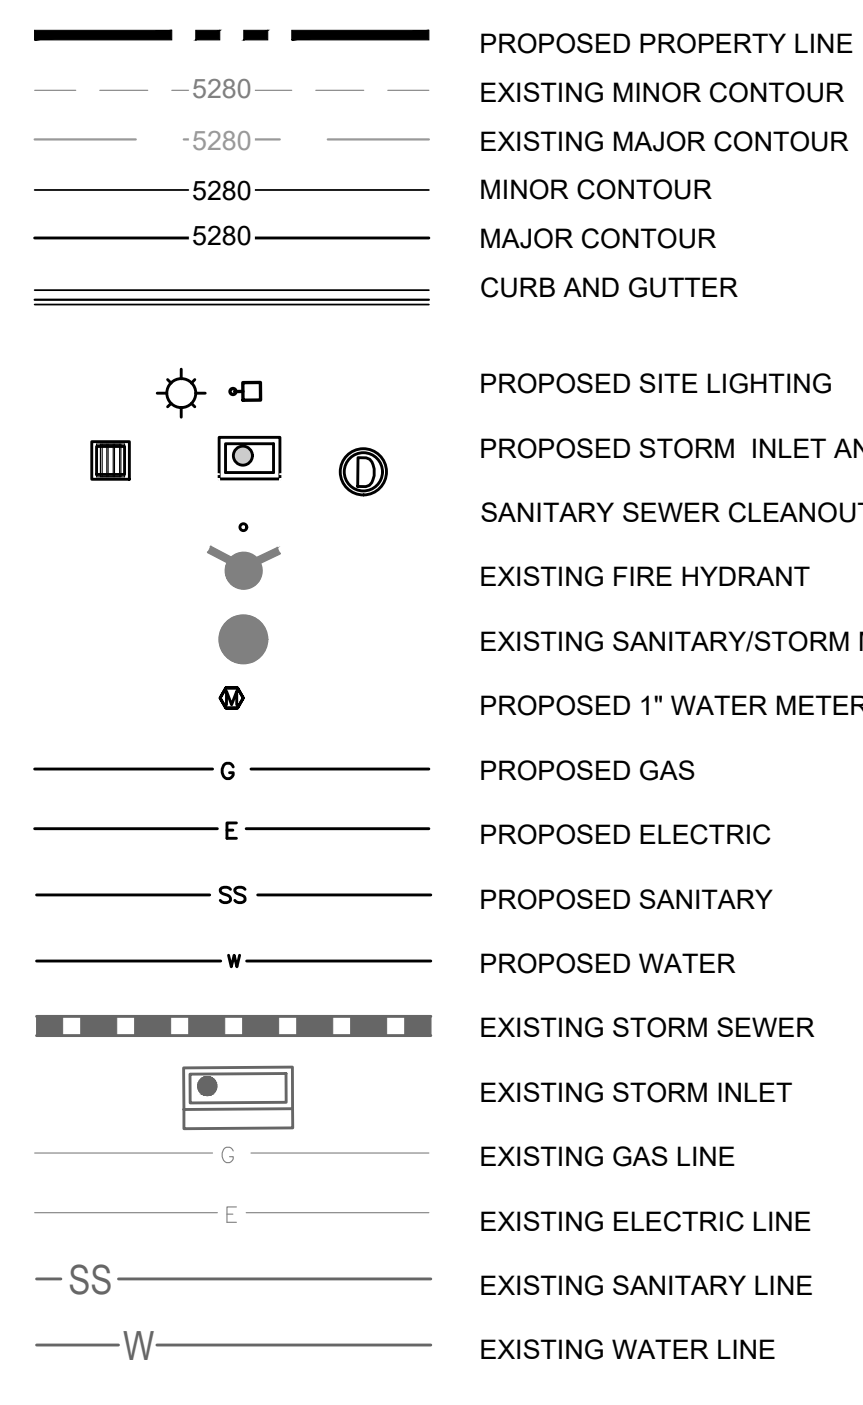 PROPOSED PROPERTY LINE
5280 EXISTING MINOR CONTOUR
5280 EXISTING MAJOR CONTOUR
5280 MINOR CONTOUR
5280 MAJOR CONTOUR
CURB AND GUTTER
PROPOSED SITE LIGHTING
D PROPOSED STORM INLET
SANITARY SEWER CLEANOUT
EXISTING FIRE HYDRANT
EXISTING SANITARY/STORM
M PROPOSED 1" WATER METER
G PROPOSED GAS
E PROPOSED ELECTRIC
SS PROPOSED SANITARY
W PROPOSED WATER
EXISTING STORM SEWER
EXISTING STORM INLET
G EXISTING GAS LINE
E EXISTING ELECTRIC LINE
SS EXISTING SANITARY LINE
W EXISTING WATER LINE